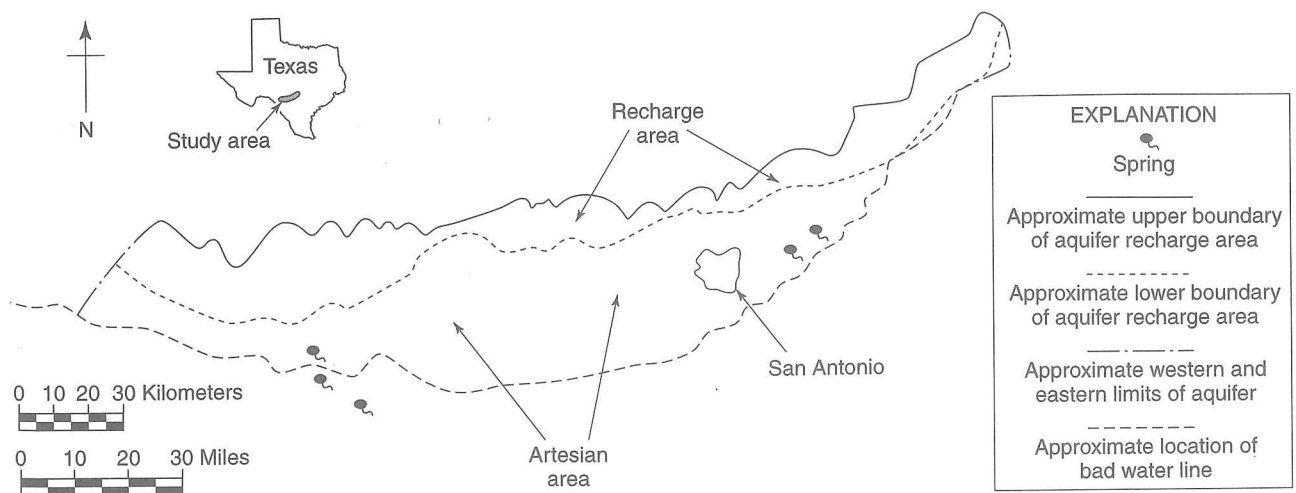 N
Texas
Study area
Recharge
area
San Antonio
Artesian
area
0 10 20 30 Kilometers
0 10 20 30 Miles
EXPLANATION
Spring
Approximate upper boundary
of aquifer recharge area
Approximate lower boundary
of aquifer recharge area
Approximate western and
eastern limits of aquifer
Approximate location of
bad water line